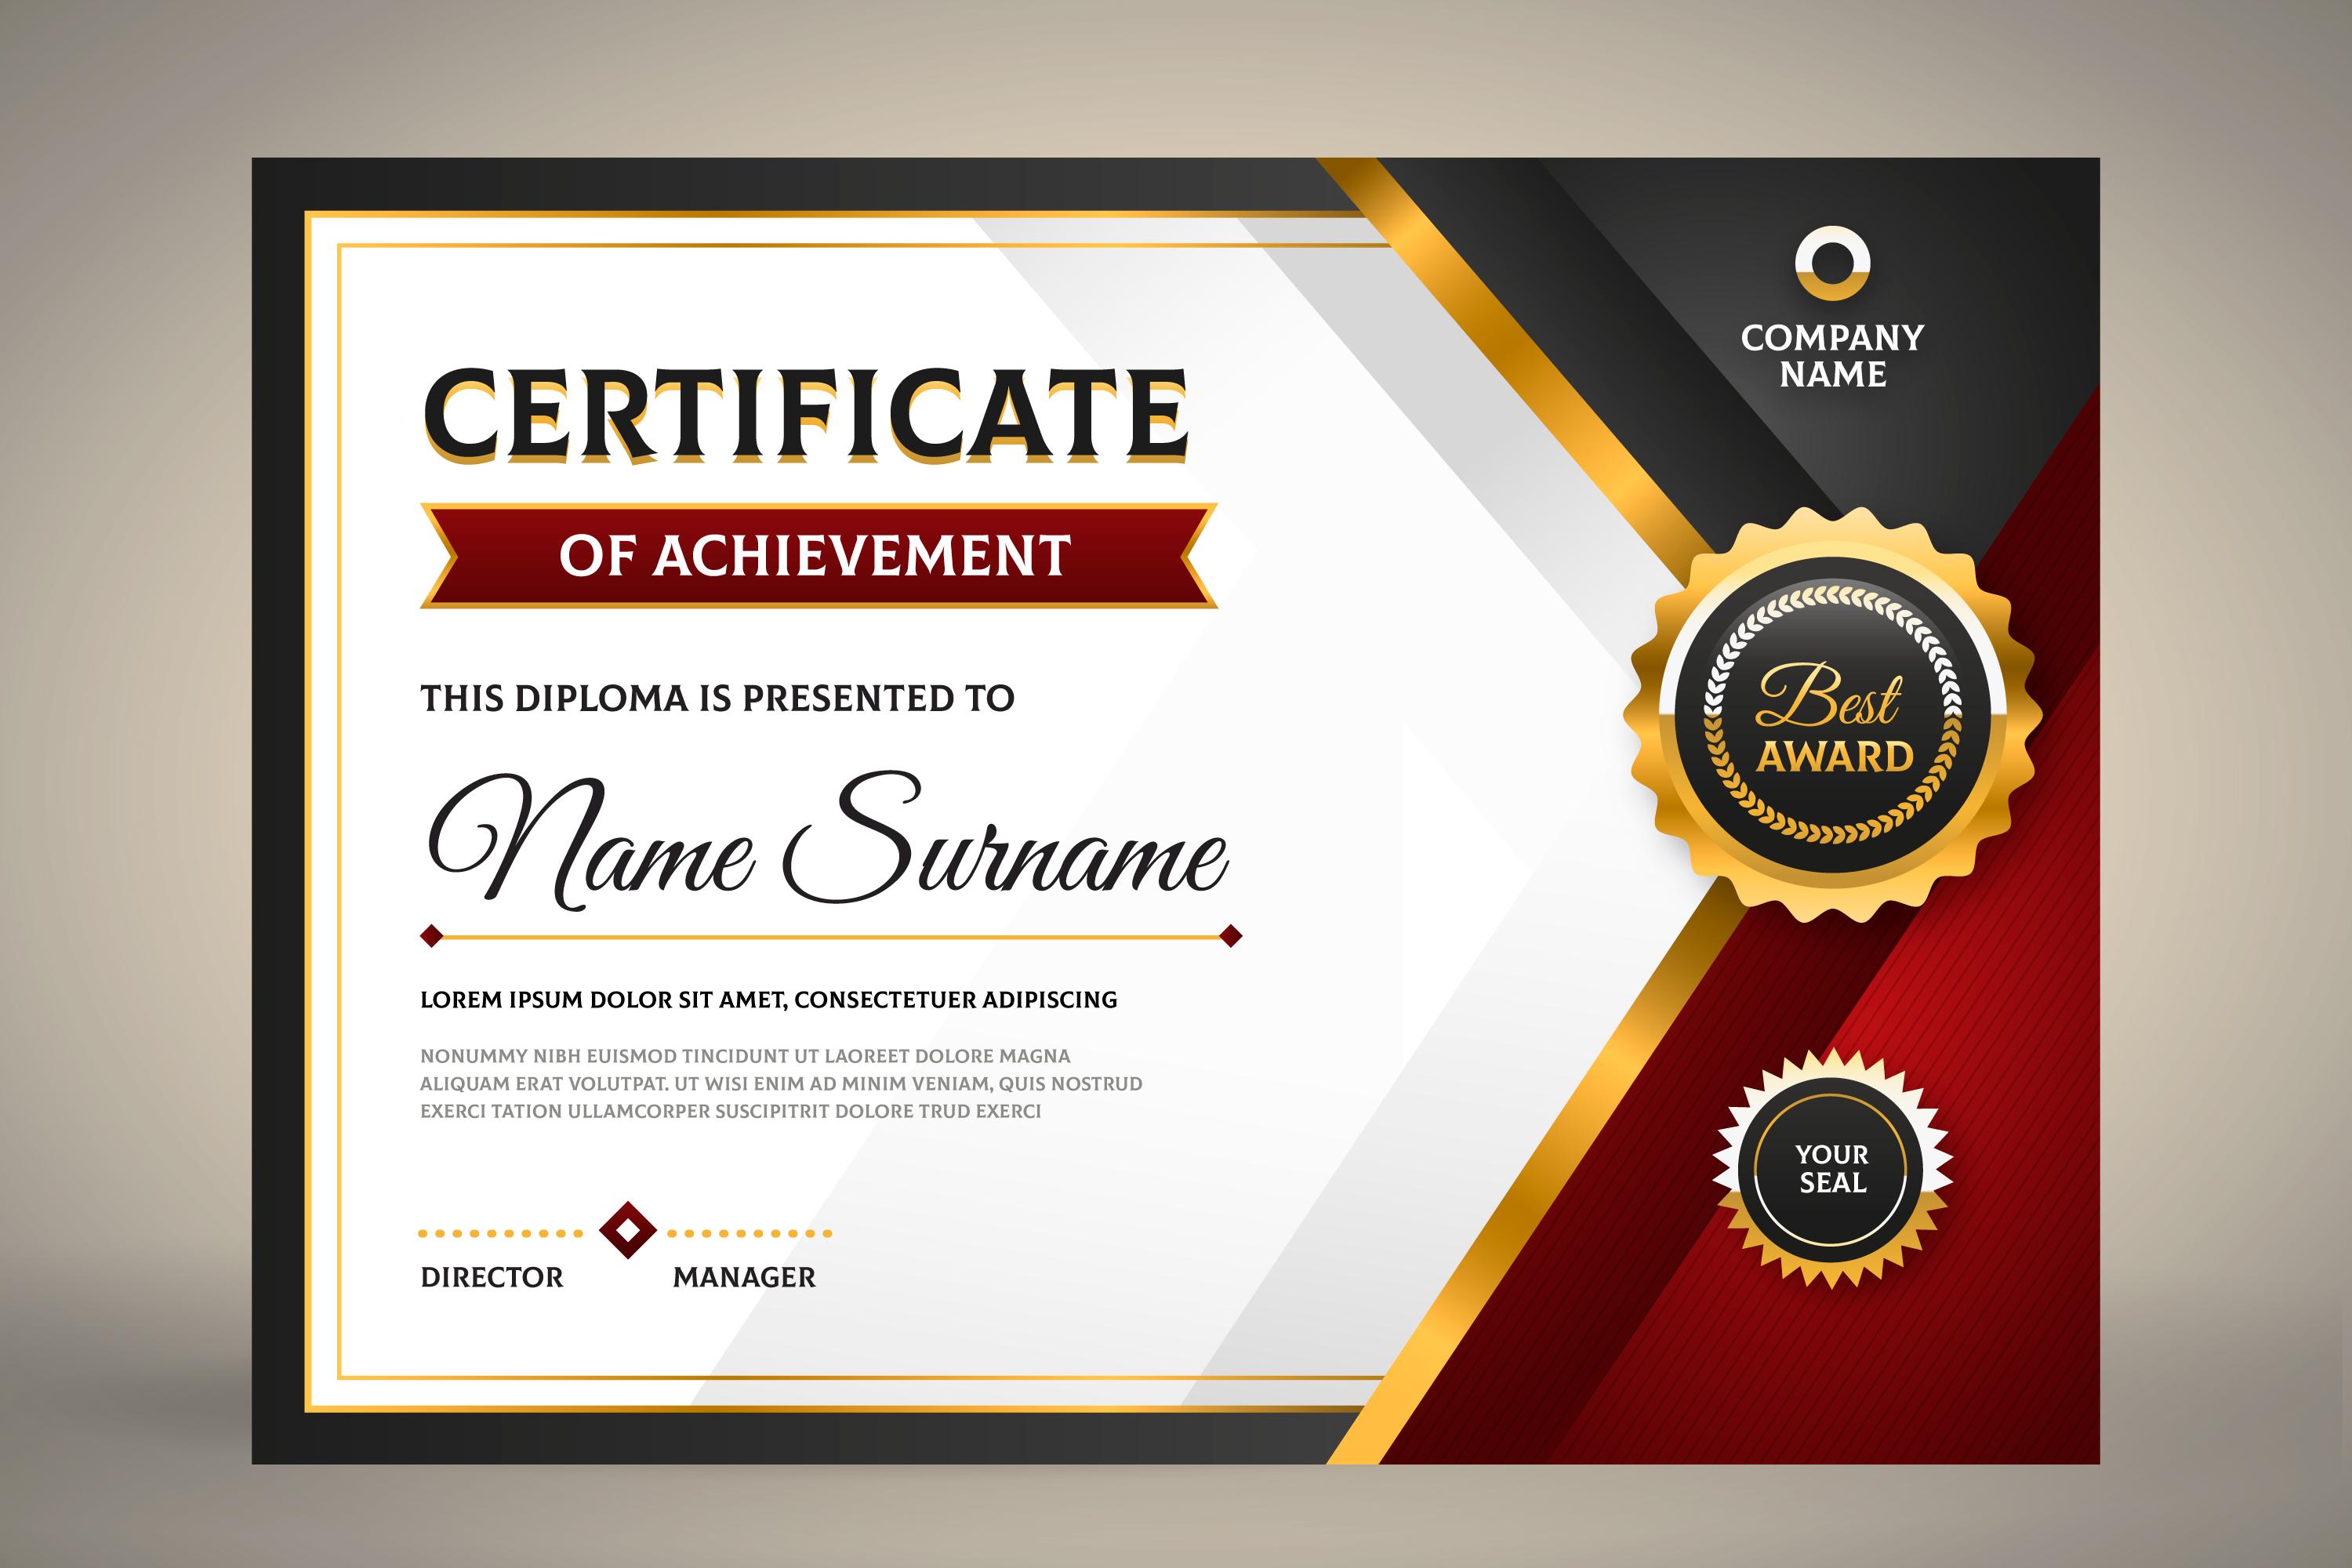 CERTIFICATE
OF ACHIEVEMENT
THIS DIPLOMA IS PRESENTED TO
Name Surname
LOREM IPSUM DOLOR SIT AMET, CONSECTETUER ADIPISCING
NONUMMY NIBH EUISMOD TINCIDUNT UT LAOREET DOLORE MAGNA
ALIQUAM ERAT VOLUTPAT. UT WISI ENIM AD MINIM VENIAM, QUIS NOSTRUD
EXERCI TATION ULLAMCORPER SUSCIPITRIT DOLORE TRUD EXERCI
DIRECTOR
MANAGER
COMPANY
NAME
Best
AWARD
YOUR
SEAL